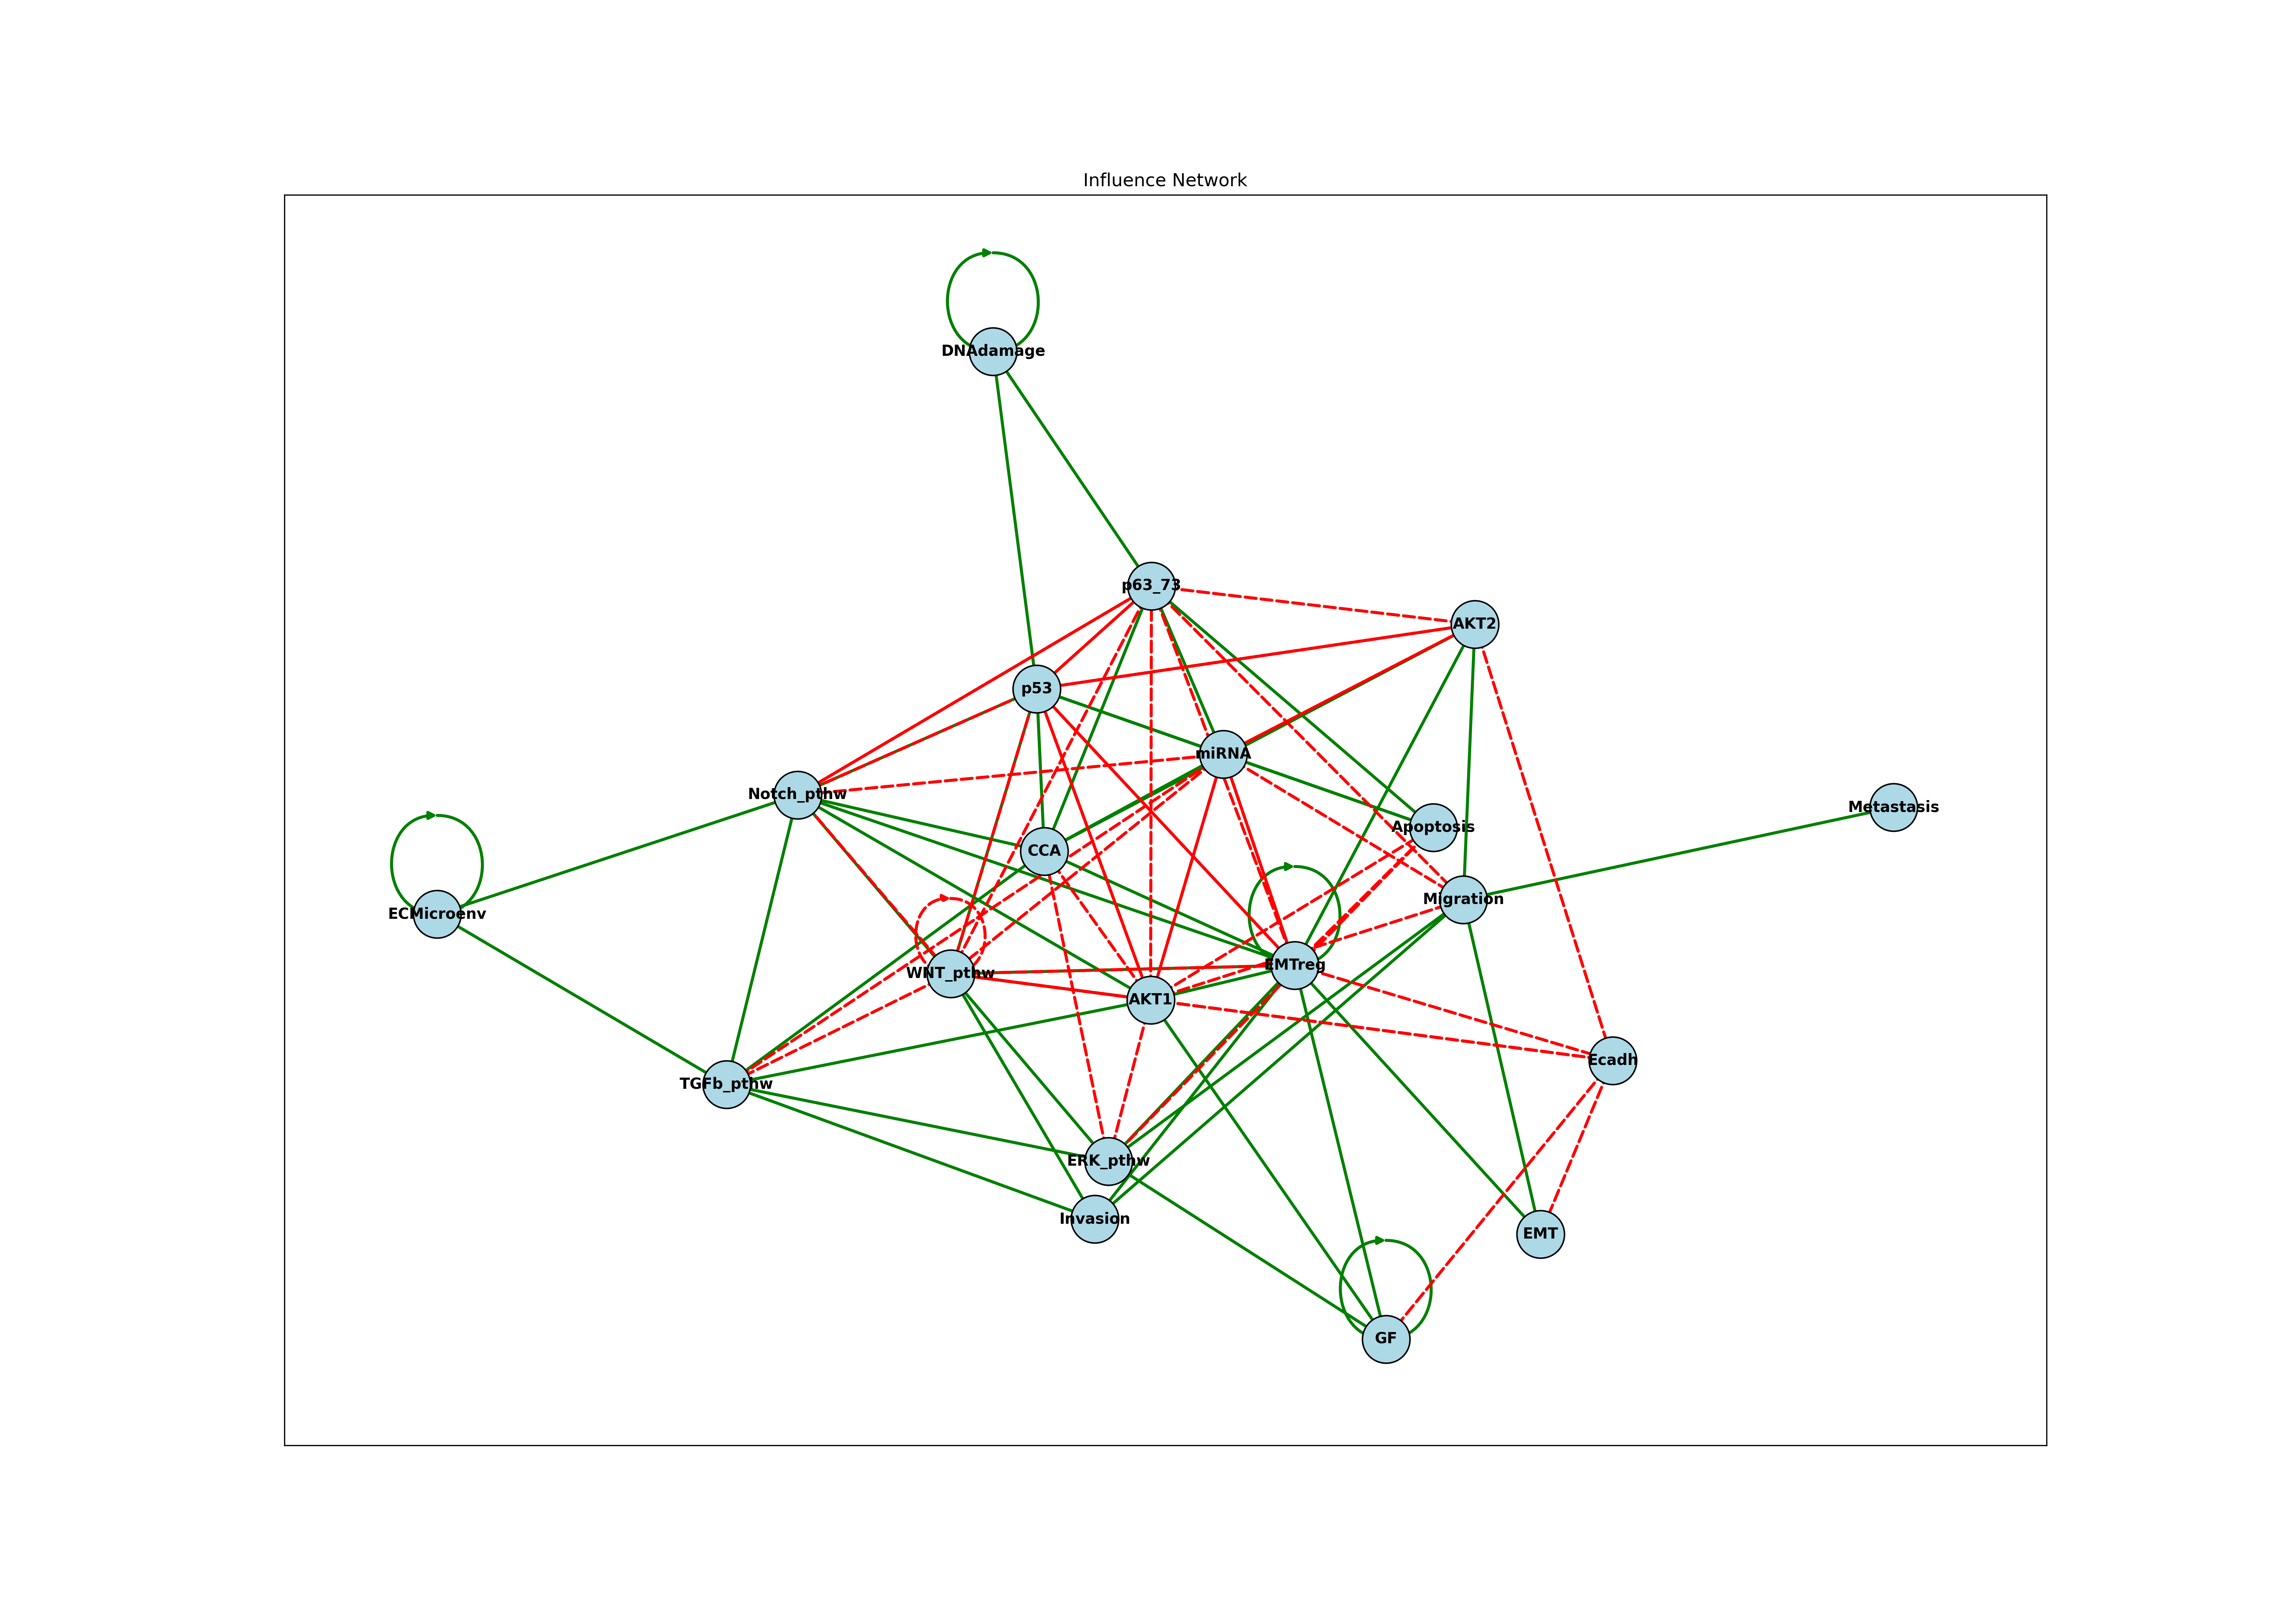 Influence Network
DNAdamage
p63_73
AKT2
p53
miRNA
Notch_pthw
Metastasis
Apoptosis
CCA
Migration
ECMicroenv
EMTreg
WNT_pthw
AKT1
Ecadh
TGFb_pthw
ERK_pthw
Invasion
EMT
GF